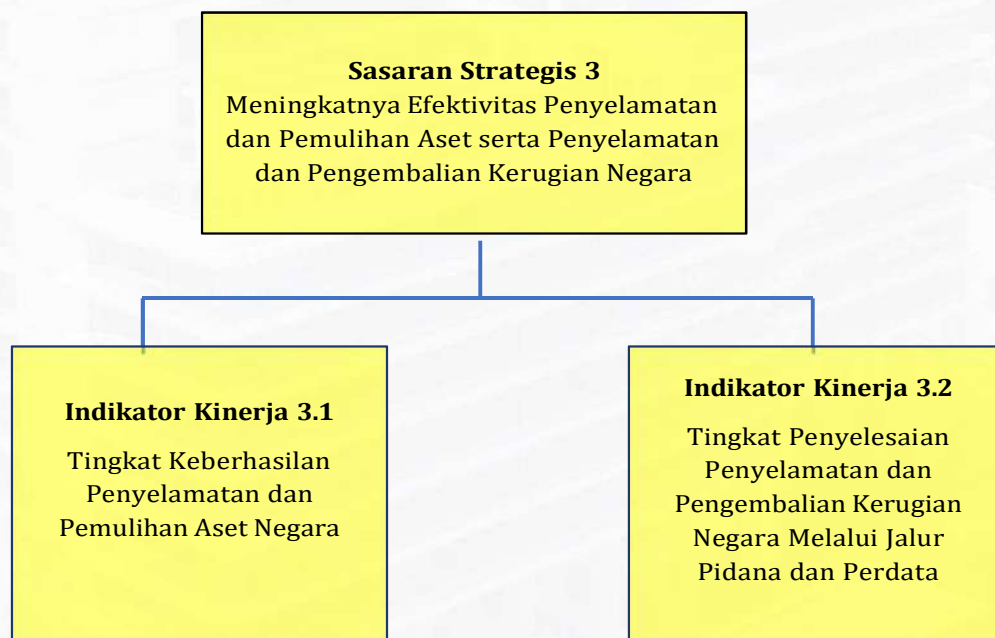 Sasaran Strategis 3
Meningkatnya Efektivitas Penyelamatan
dan Pemulihan Aset serta Penyelamatan
dan Pengembalian Kerugian Negara
Indikator Kinerja 3.1
Tingkat Keberhasilan
Penyelamatan dan
Pemulihan Aset Negara
Indikator Kinerja 3.2
Tingkat Penyelesaian
Penyelamatan dan
Pengembalian Kerugian
Negara Melalui Jalur
Pidana dan Perdata